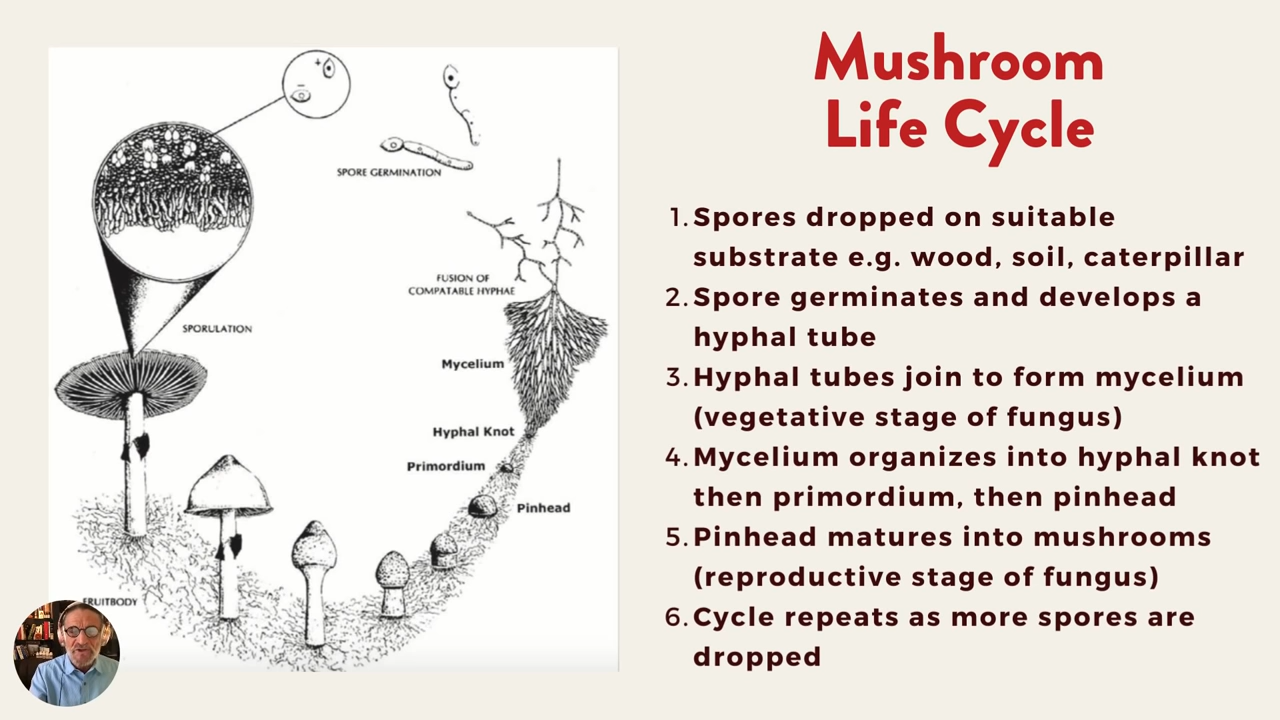 Mushroom
Life Cycle
1. Spores dropped on suitable
substrate e.g. wood, soil, caterpillar
2. Spore germinates and develops a
hyphal tube
3. Hyphal tubes join to form mycelium
(vegetative stage of fungus)
4. Mycelium organizes into hyphal knot
then primordium, then pinhead
5. Pinhead matures into mushrooms
(reproductive stage of fungus)
6. Cycle repeats as more spores are
dropped
+
−
SPORE GERMINATION
FUSION OF
COMPATABLE HYPHAE
SPORULATION
Mycelium
Hyphal Knot
Primordium
Pinhead
FRUITBODY